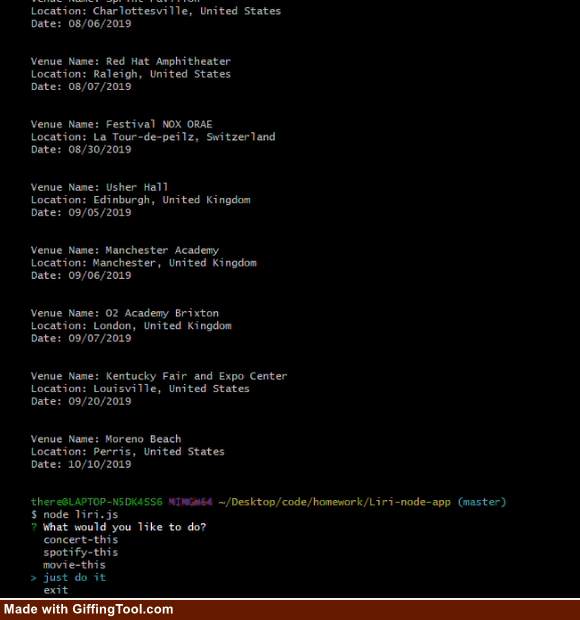 Venue Name: Sprint Pavilion
Location: Charlottesville, United States
Date: 08/06/2019
Venue Name: Red Hat Amphitheater
Location: Raleigh, United States
Date: 08/07/2019
Venue Name: Festival NOX ORAE
Location: La Tour-de-peilz, Switzerland
Date: 08/30/2019
Venue Name: Usher Hall
Location: Edinburgh, United Kingdom
Date: 09/05/2019
Venue Name: Manchester Academy
Location: Manchester, United Kingdom
Date: 09/06/2019
Venue Name: O2 Academy Brixton
Location: London, United Kingdom
Date: 09/07/2019
Venue Name: Kentucky Fair and Expo Center
Location: Louisville, United States
Date: 09/20/2019
Venue Name: Moreno Beach
Location: Perris, United States
Date: 10/10/2019
there@LAPTOP-N5DK4SS6 MINGW64 ~/Desktop/code/homework/Liri-node-app (master)
$ node liri.js
? What would you like to do?
concert-this
spotify-this
movie-this
> just do it
exit
Made with GiffingTool.com